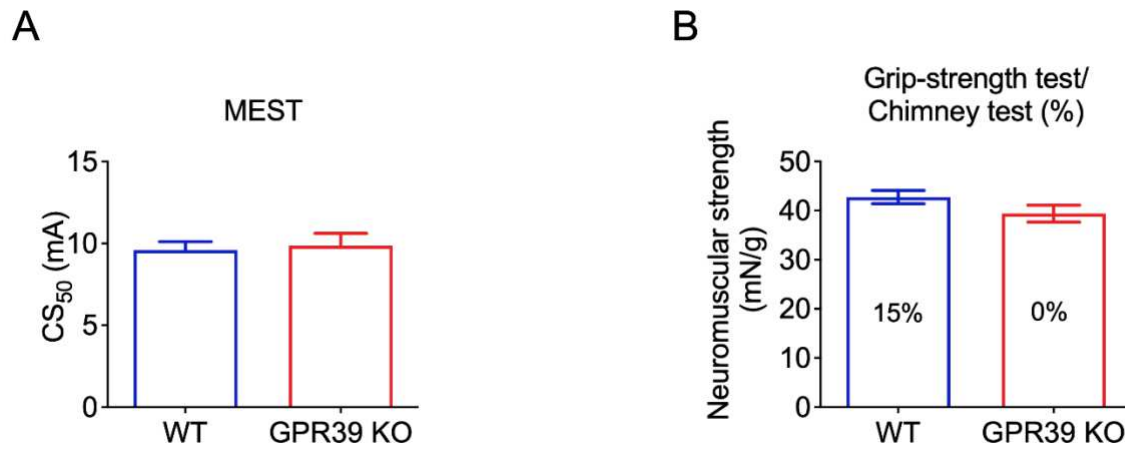 A
MEST
CS50 (mA)
15
10
5
0
WT
GPR39 KO
B
Grip-strength test/
Chimney test (%)
Neuromuscular strength
(mN/g)
50
40
30
20
10
0
15%
0%
WT
GPR39 KO